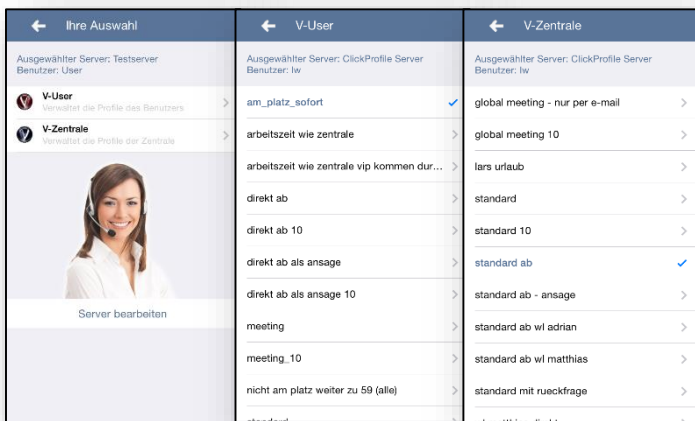 Ihre Auswahl
Ausgewählter Server: Testserver
Benutzer: User
V-User
Verwaltet die Profile des Benutzers
V-Zentrale
Verwaltet die Profile der Zentrale
Server bearbeiten
V-User
Ausgewählter Server: ClickProfile Server
Benutzer: lw
am_platz_sofort
arbeitszeit wie zentrale
arbeitszeit wie zentrale vip kommen dur...
direkt ab
direkt ab 10
direkt ab als ansage
direkt ab als ansage 10
meeting
meeting_10
nicht am platz weiter zu 59 (alle)
V-Zentrale
Ausgewählter Server: ClickProfile Server
Benutzer: lw
global meeting - nur per e-mail
global meeting 10
lars urlaub
standard
standard 10
standard ab
standard ab - ansage
standard ab wl adrian
standard ab wl matthias
standard mit rueckfrage